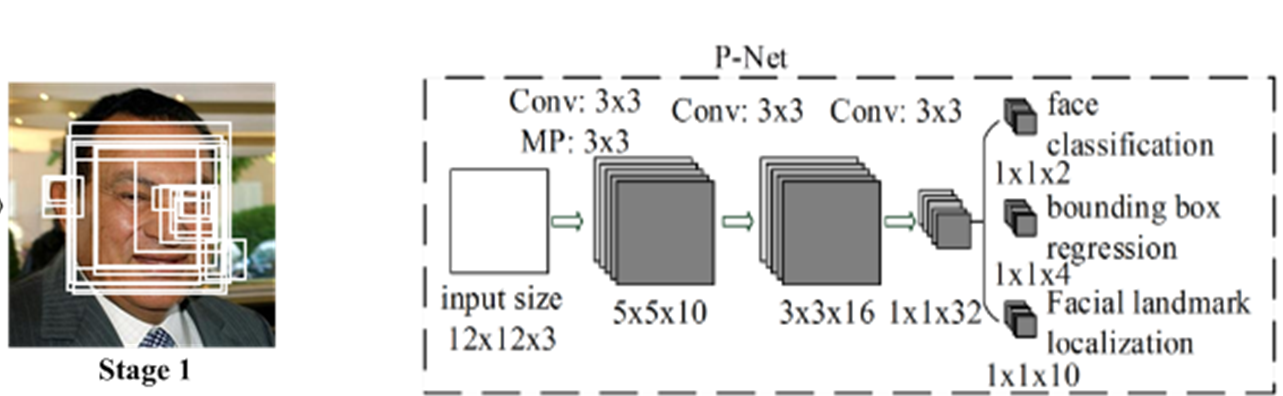 Stage 1
P-Net
Conv: 3x3
MP: 3x3
Conv: 3x3
Conv: 3x3
input size
12x12x3
5x5x10
3x3x16
1x1x32
face
classification
1x1x2
bounding box
regression
1x1x4
Facial landmark
localization
1x1x10